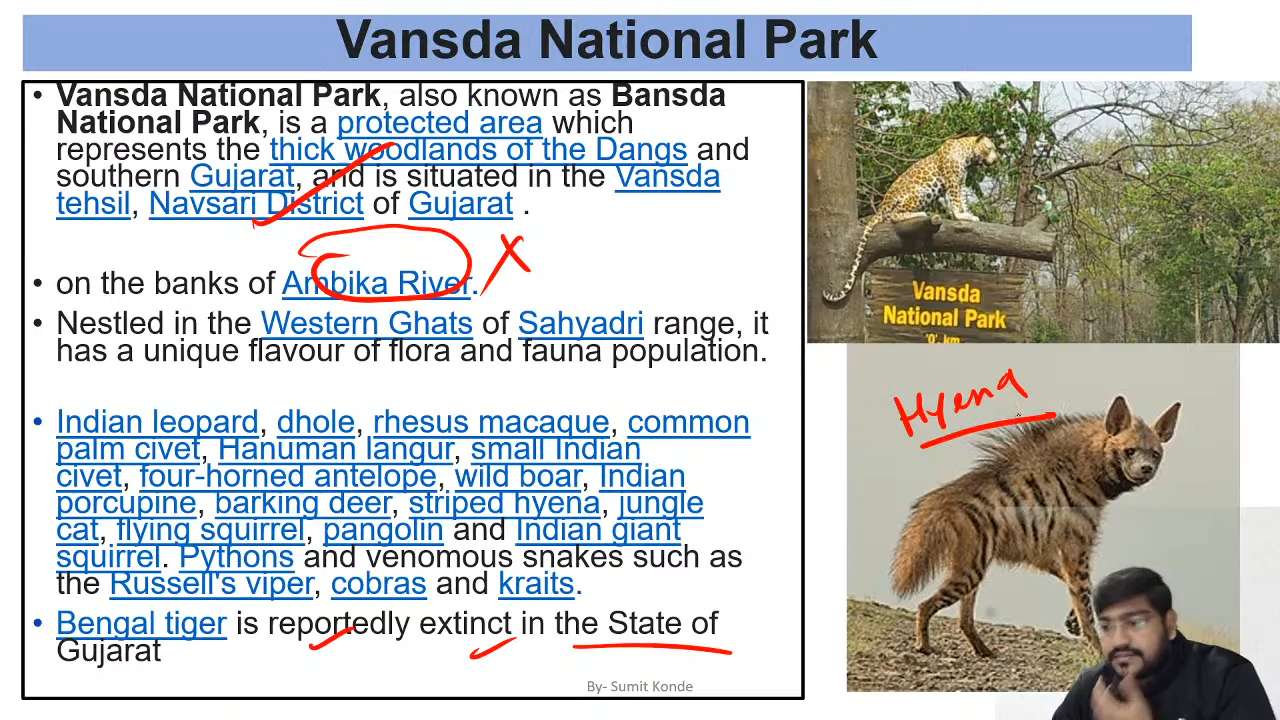 Vansda National Park
• Vansda National Park, also known as Bansda
National Park, is a protected area which
represents the thick woodlands of the Dangs and
southern Gujarat, and is situated in the Vansda
tehsil, Navsari District of Gujarat .
• on the banks of Ambika River.
• Nestled in the Western Ghats of Sahyadri range, it
has a unique flavour of flora and fauna population.
• Indian leopard, dhole, rhesus macaque, common
palm civet, Hanuman langur, small Indian
civet, four-horned antelope, wild boar, Indian
porcupine, barking deer, striped hyena, jungle
cat, flying squirrel, pangolin and Indian giant
squirrel. Pythons and venomous snakes such as
the Russell's viper, cobras and kraits.
• Bengal tiger is reportedly extinct in the State of
Gujarat
By- Sumit Konde
Vansda
National Park
'0'. km
Hyena